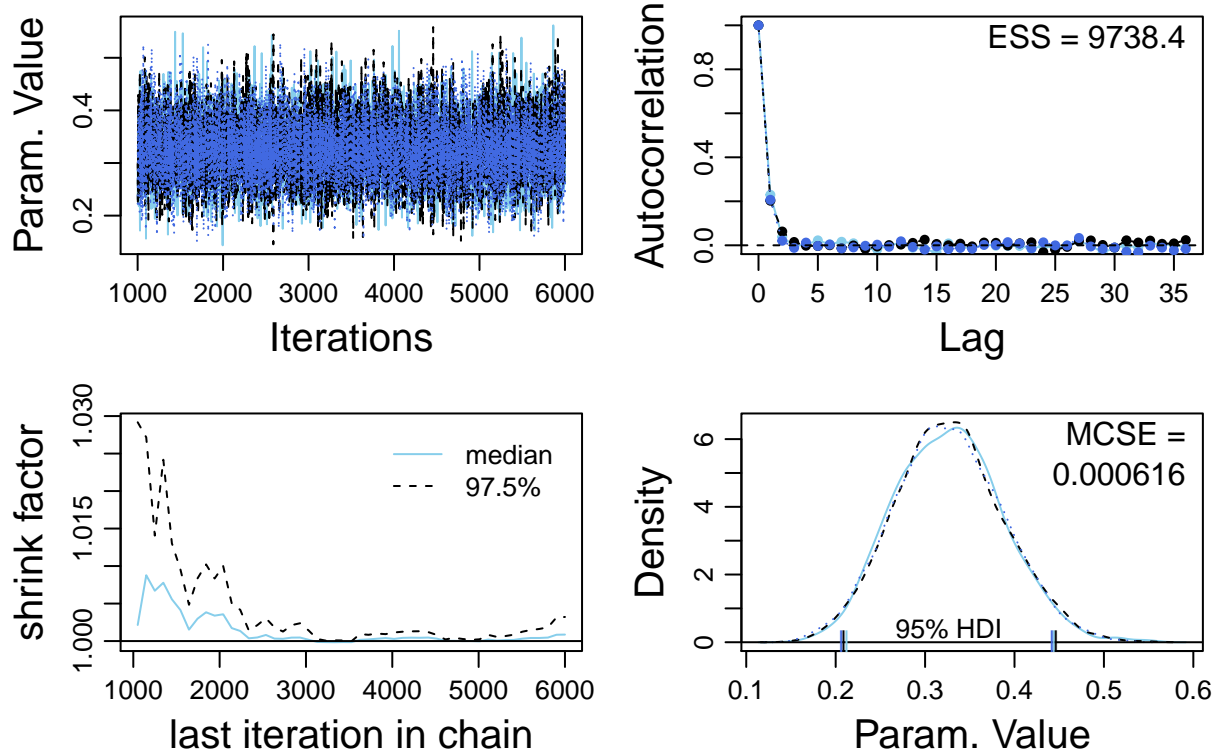 Param. Value
0.2
0.4
1000 2000 3000 4000 5000 6000
Iterations
Autocorrelation
0.0
0.4
0.8
ESS = 9738.4
0 5 10 15 20 25 30 35
Lag
shrink factor
1.000
1.015
1.030
median
97.5%
1000 2000 3000 4000 5000 6000
last iteration in chain
Density
0
2
4
6
MCSE =
0.000616
95% HDI
0.1 0.2 0.3 0.4 0.5 0.6
Param. Value